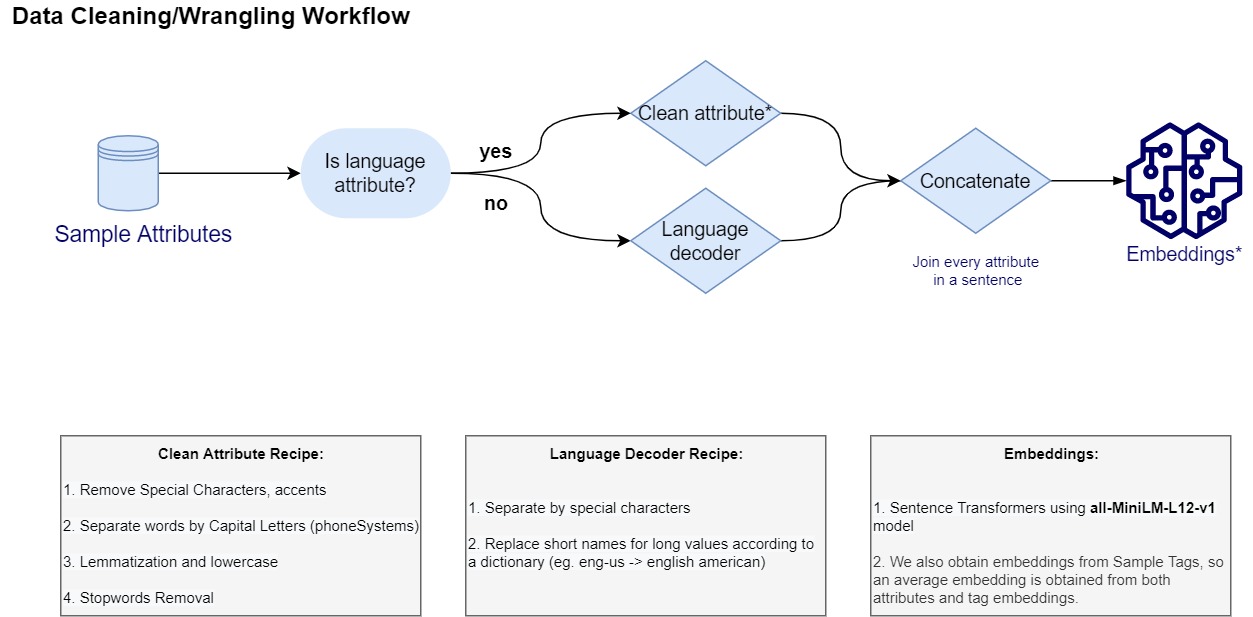 Data Cleaning/Wrangling Workflow
Sample Attributes
Is language
attribute?
yes
no
Clean attribute*
Language
decoder
Concatenate
Join every attribute
in a sentence
Embeddings*
Clean Attribute Recipe:
1. Remove Special Characters, accents
2. Separate words by Capital Letters (phoneSystems)
3. Lemmatization and lowercase
4. Stopwords Removal
Language Decoder Recipe:
1. Separate by special characters
2. Replace short names for long values according to
a dictionary (eg. eng-us -> english american)
Embeddings:
1. Sentence Transformers using all-MiniLM-L12-v1
model
2. We also obtain embeddings from Sample Tags, so
an average embedding is obtained from both
attributes and tag embeddings.